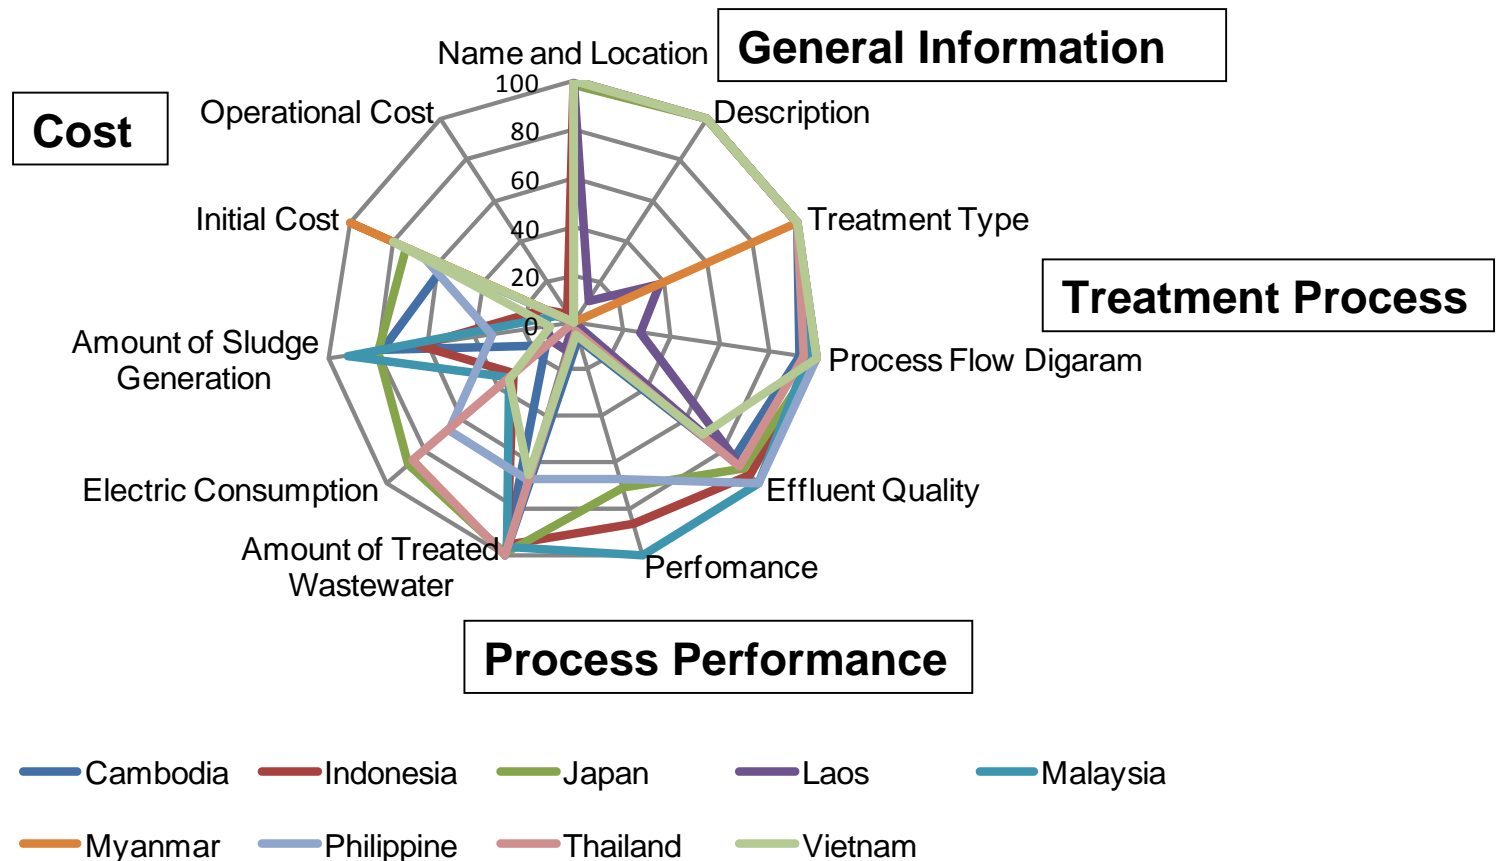 General Information
Name and Location
100
Cost
Operational Cost
Description
80
60
Initial Cost
Treatment Type
40
20
Treatment Process
0
Amount of Sludge
Generation
Process Flow Digaram
Electric Consumption
Effluent Quality
Amount of Treated
Wastewater
Perfomance
Process Performance
Cambodia Indonesia Japan Laos Malaysia
Myanmar Philippine Thailand Vietnam